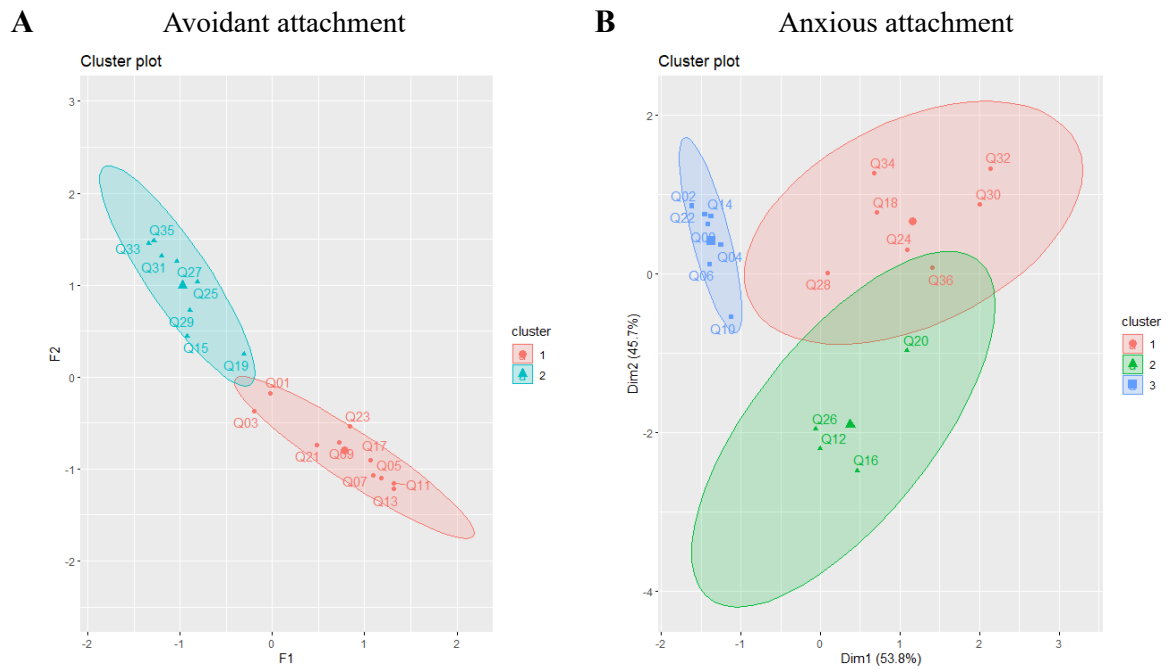 A Avoidant attachment
Cluster plot
3
2
1
0
-1
-2
F2
Q35
Q33
Q31
Q27
Q25
Q29
Q15
Q19
Q01
Q03
Q23
Q21
Q09
Q17
Q05
Q07
Q11
Q13
-2 -1 0 1 2
F1
cluster
1
2
B Anxious attachment
Cluster plot
2
0
-2
-4
Dim2 (45.7%)
Q34
Q32
Q02
Q14
Q18
Q30
Q22
Q24
Q04
Q06
Q28
Q36
Q10
Q20
Q26
Q12
Q16
-2 -1 0 1 2 3
Dim1 (53.8%)
cluster
1
2
3